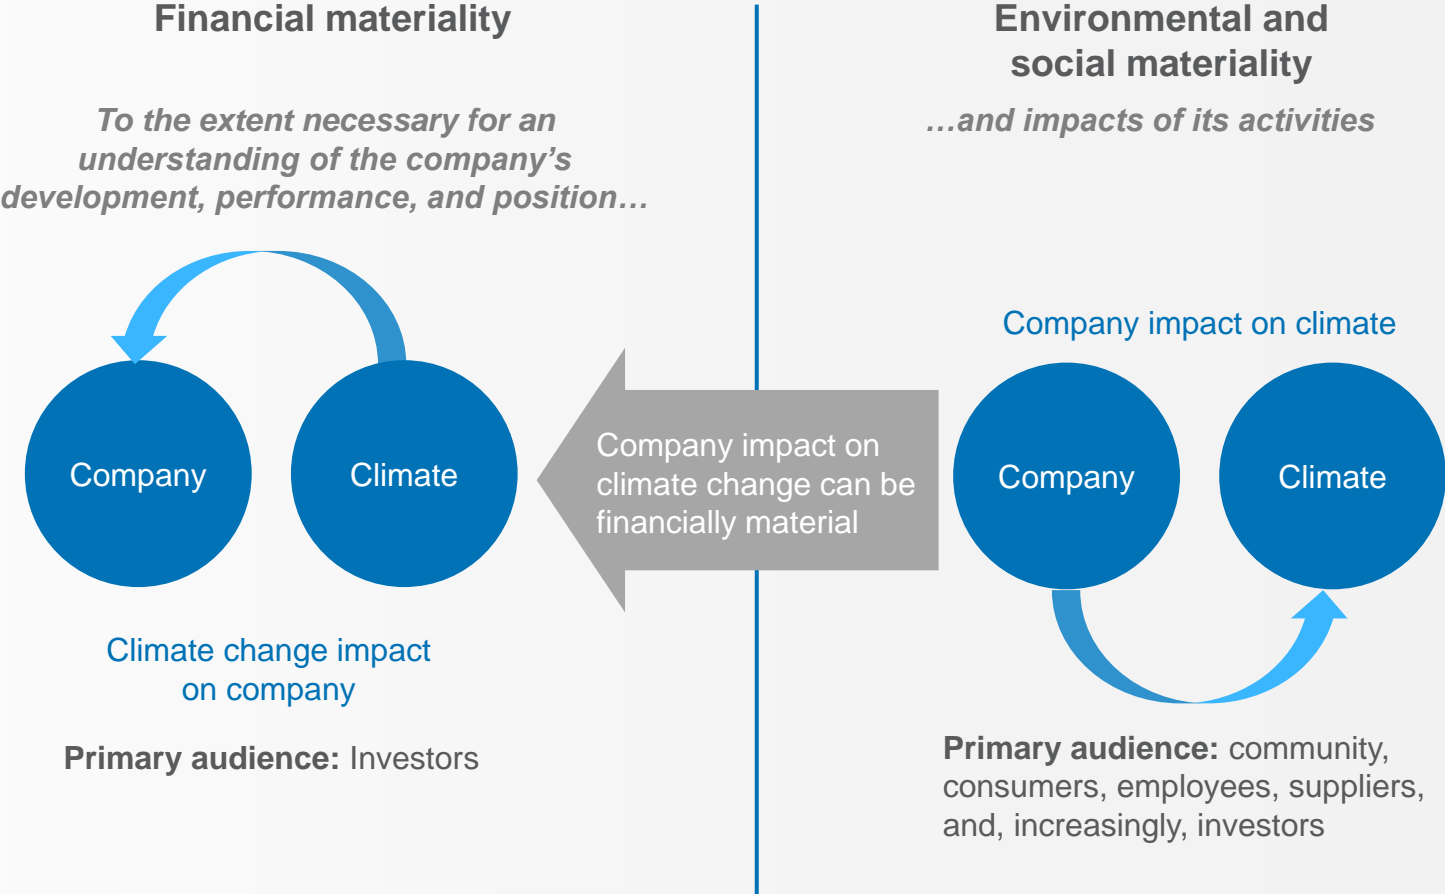 Financial materiality
To the extent necessary for an
understanding of the company’s
development, performance, and position…
Company
Climate
Climate change impact
on company
Primary audience: Investors
Company impact on
climate change can be
financially material
Environmental and
social materiality
…and impacts of its activities
Company impact on climate
Company
Climate
Primary audience: community,
consumers, employees, suppliers,
and, increasingly, investors